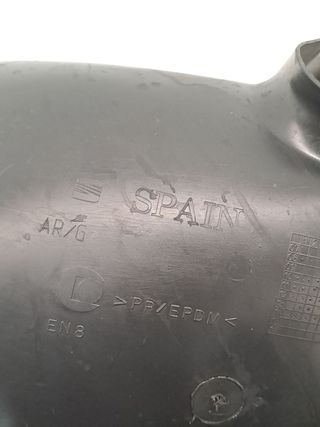 SPAIN
AR/G
>PP/EPDM<
EN8